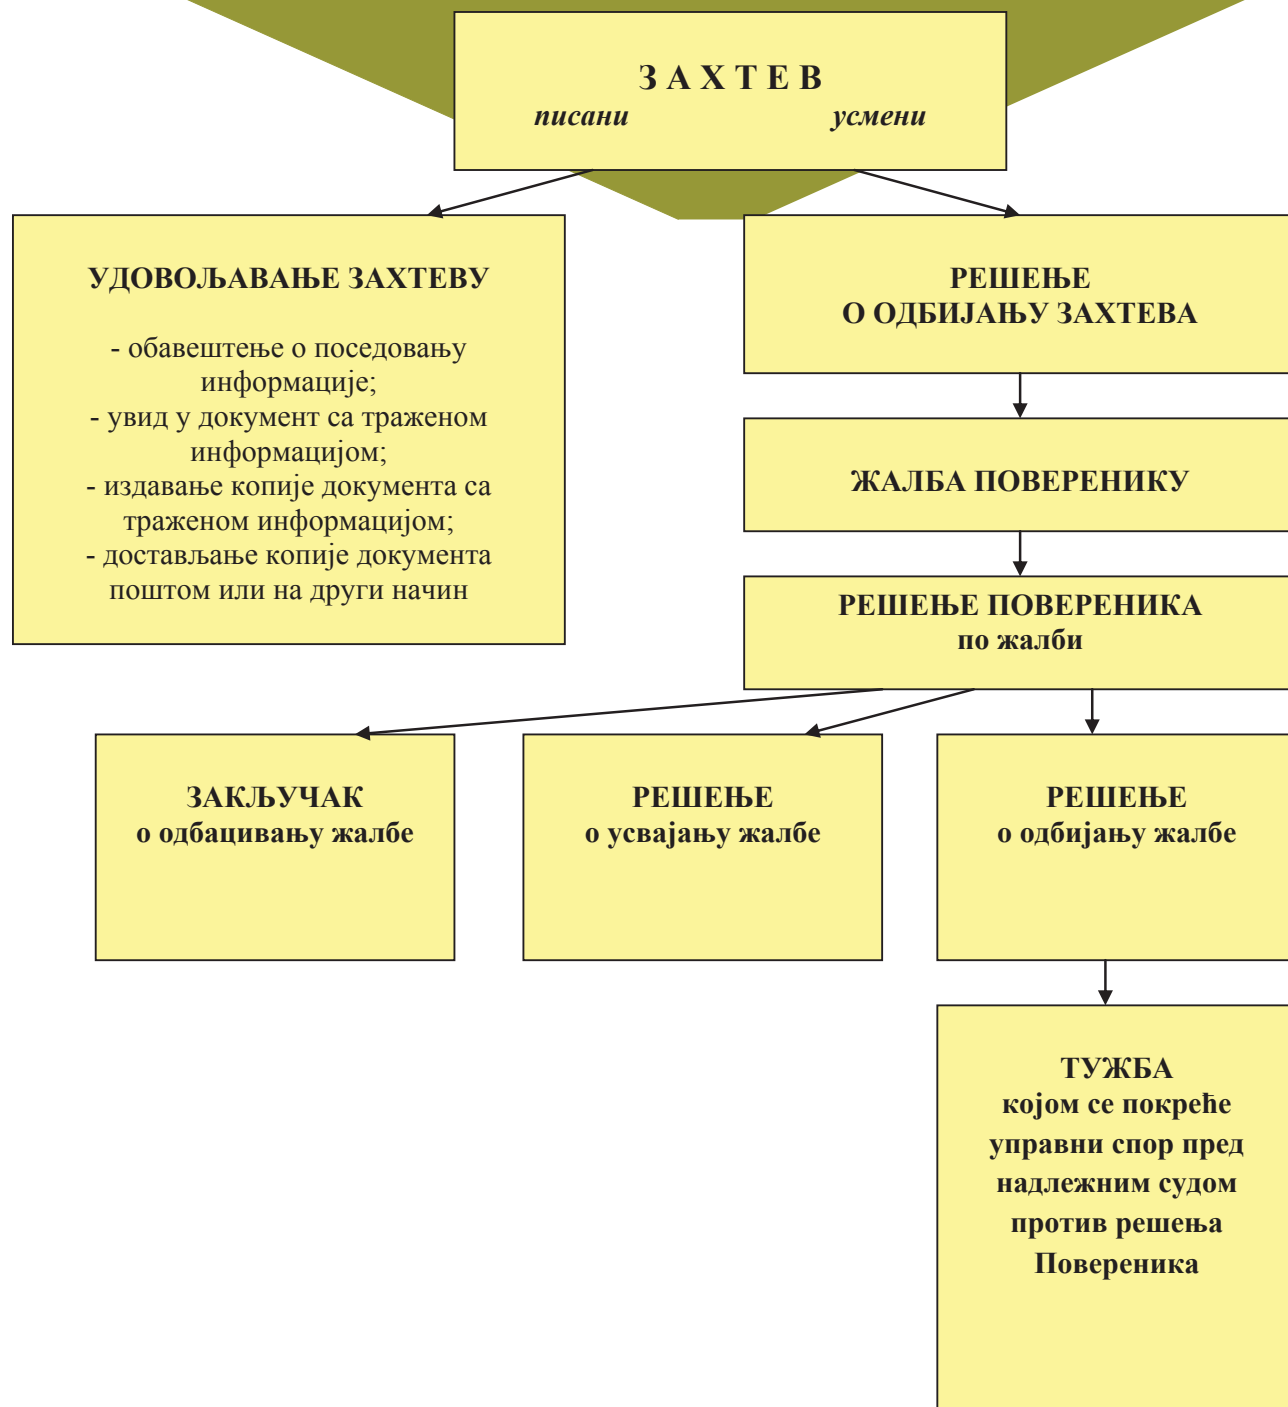 З А Х Т Е В
писани усмени
УДОВОЉАВАЊЕ ЗАХТЕВУ
- обавештење о поседовању
информације;
- увид у документ са траженом
информацијом;
- издавање копије документа са
траженом информацијом;
- достављање копије документа
поштом или на други начин
РЕШЕЊЕ
О ОДБИЈАЊУ ЗАХТЕВА
ЖАЛБА ПОВЕРЕНИКУ
РЕШЕЊЕ ПОВЕРЕНИКА
по жалби
ЗАКЉУЧАК
о одбацивању жалбе
РЕШЕЊЕ
о усвајању жалбе
РЕШЕЊЕ
о одбијању жалбе
ТУЖБА
којом се покреће
управни спор пред
надлежним судом
против решења
Повереника